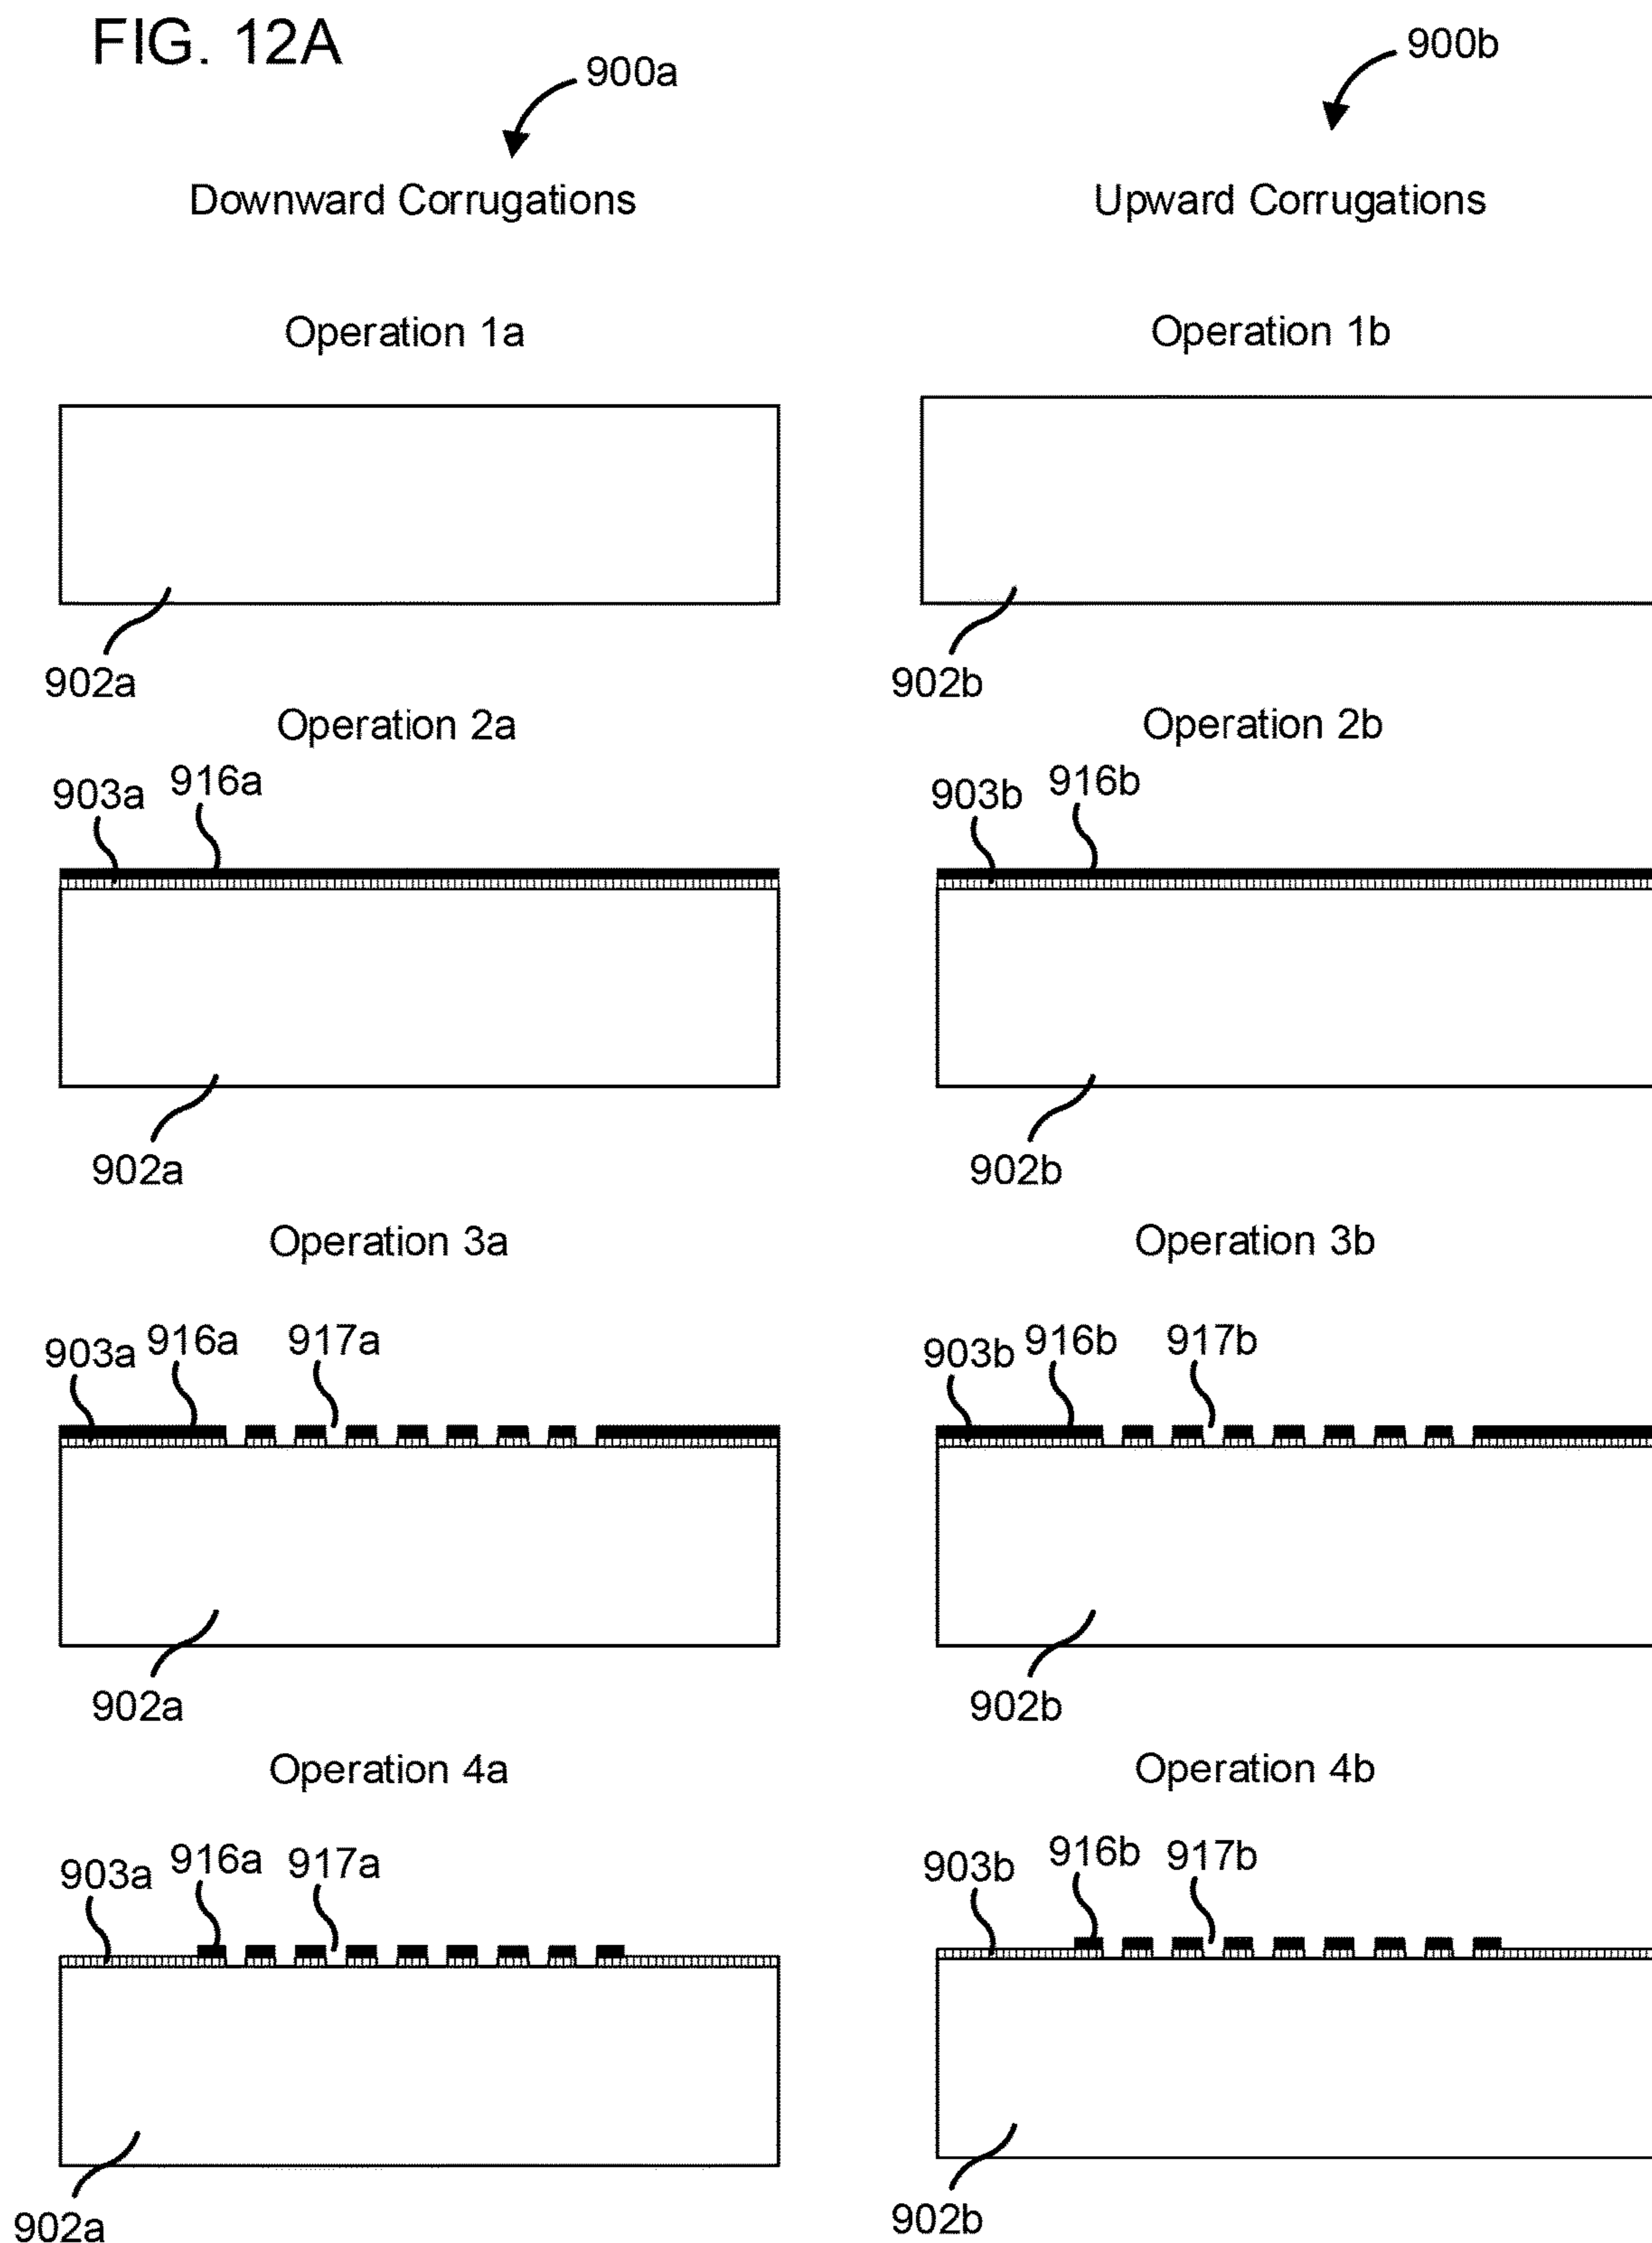 FIG. 12A
900a
900b
Downward Corrugations
Upward Corrugations
Operation 1a
Operation 1b
902a
902b
Operation 2a
Operation 2b
903a
916a
903b
916b
902a
902b
Operation 3a
Operation 3b
903a
916a
917a
903b
916b
917b
902a
902b
Operation 4a
Operation 4b
903a
916a
917a
903b
916b
917b
902a
902b